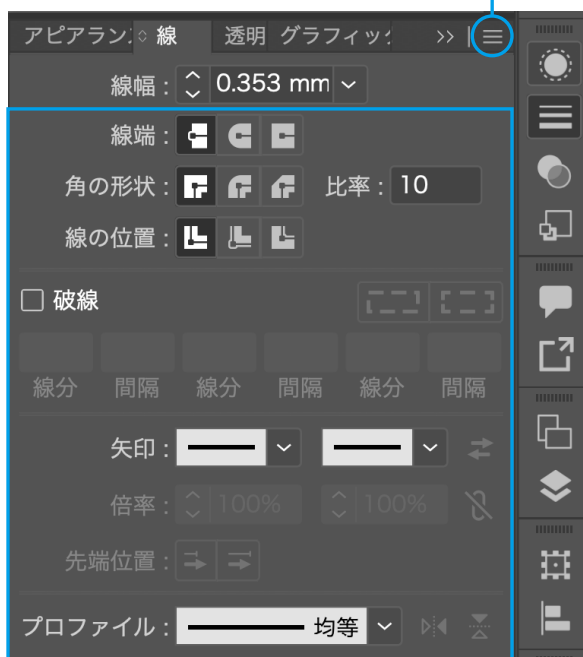 アピアラン 線 透明 グラフィッ >>
線幅 : 0.353 mm
線端 :
角の形状 : 比率 : 10
線の位置 :
破線
線分 間隔 線分 間隔 線分 間隔
矢印 :
倍率 : 100% 100%
先端位置 :
プロファイル : 均等